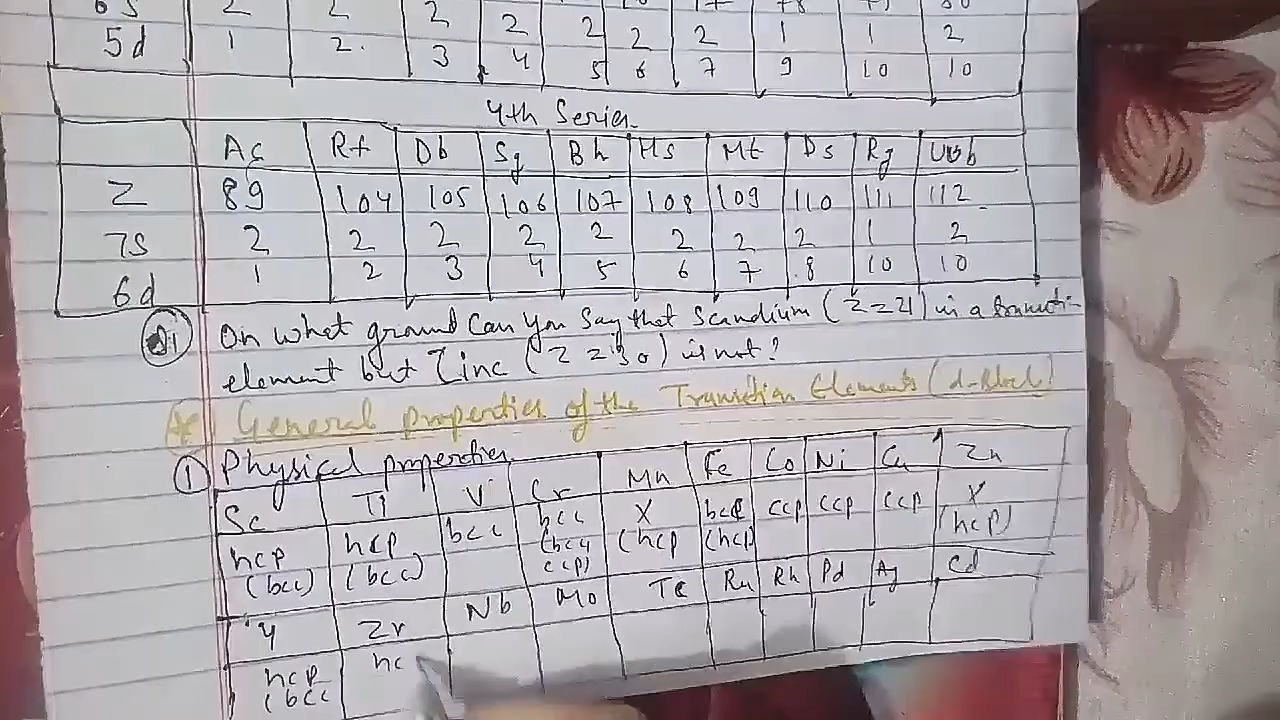 6s 2 2 2 2 2 2 2 1 1 2
5d 1 2. 3 4 5 6 7 9 10 10
4th Series
Ac Rf Db Sg Bh Hs Mt Ds Rg Uub
Z 89 104 105 106 107 108 109 110 111 112
7S 2 2 2 2 2 2 2 2 1 2
6d 1 2 3 4 5 6 7 8 10 10
On what ground Can You Say that Scandium (Z=21) is a transiti-
element but Zinc (Z=30) is not?
General properties of the Transition Elements (d-Block)
① Physical properties
Sc Ti V Cr Mn Fe Co Ni Cu Zn
hcp hcp bcc bcc X bcc ccp ccp ccp X
(bcc) (bcc) (bcc, ccp) (hcp (hcp) (hcp)
Y Zr Nb Mo Tc Ru Rh Pd Ag Cd
hcp hc
(bcc